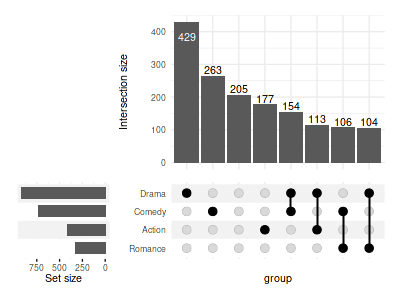 Intersection size
400
300
200
100
0
429
263
205
177
154
113
106
104
Drama
Comedy
Action
Romance
750 500 250 0
Set size
group